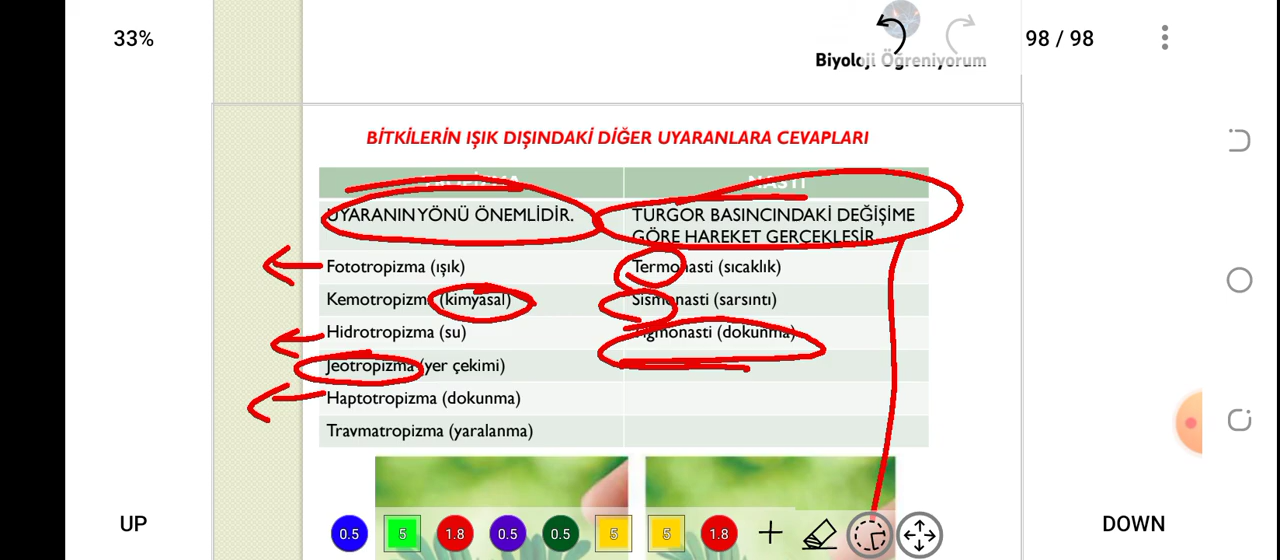 33%
98 / 98
Biyoloji Öğreniyorum
BİTKİLERİN IŞIK DIŞINDAKİ DİĞER UYARANLARA CEVAPLARI
NASTİ
UYARANIN YÖNÜ ÖNEMLİDİR.
TURGOR BASINCINDAKİ DEĞİŞİME
GÖRE HAREKET GERÇEKLEŞİR.
Fototropizma (ışık)
Termonasti (sıcaklık)
Kemotropizma (kimyasal)
Sismonasti (sarsıntı)
Hidrotropizma (su)
Tigmonasti (dokunma)
Jeotropizma (yer çekimi)
Haptotropizma (dokunma)
Travmatropizma (yaralanma)
UP
0.5
5
1.8
0.5
0.5
5
5
1.8
DOWN